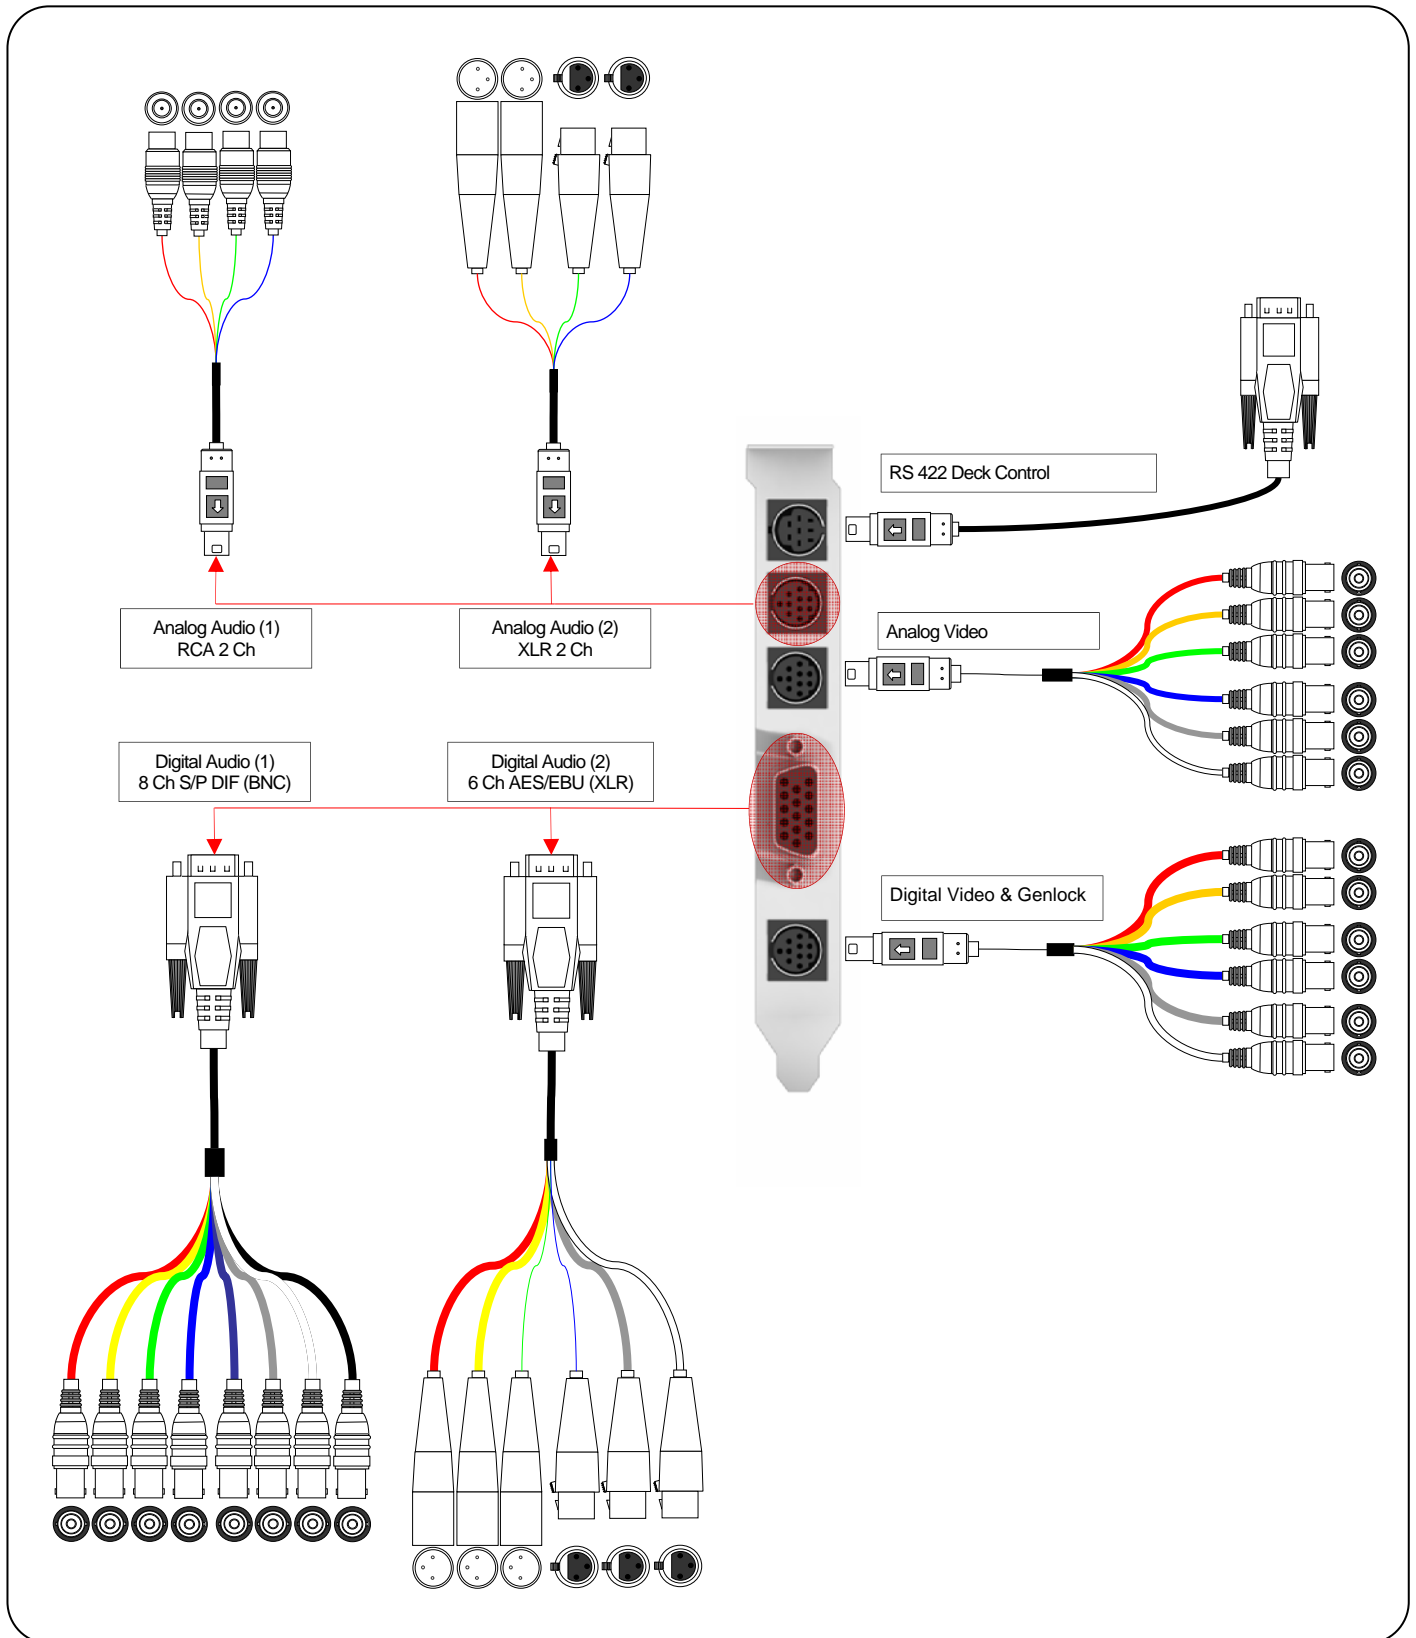 RS 422 Deck Control
Analog Audio (1)
RCA 2 Ch
Analog Audio (2)
XLR 2 Ch
Analog Video
Digital Audio (1)
8 Ch S/P DIF (BNC)
Digital Audio (2)
6 Ch AES/EBU (XLR)
Digital Video & Genlock